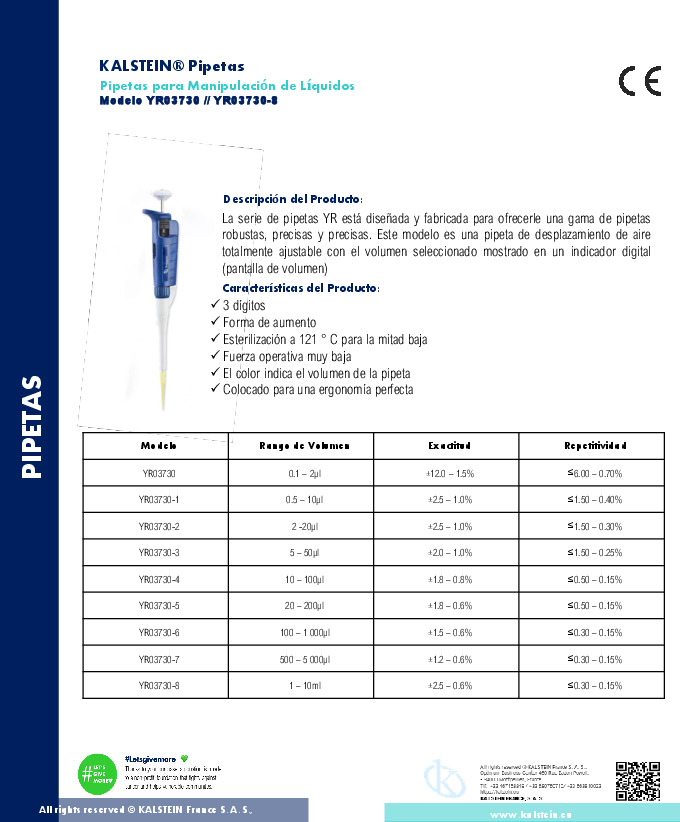 KALSTEIN® Pipetas
Pipetas para Manipulación de Líquidos
Modelo YR03730 // YR03730-8
CE
PIPETAS
Descripción del Producto:
La serie de pipetas YR está diseñada y fabricada para ofrecerle una gama de pipetas
robustas, precisas y precisas. Este modelo es una pipeta de desplazamiento de aire
totalmente ajustable con el volumen seleccionado mostrado en un indicador digital
(pantalla de volumen)
Características del Producto:
✓ 3 dígitos
✓ Forma de aumento
✓ Esterilización a 121 ° C para la mitad baja
✓ Fuerza operativa muy baja
✓ El color indica el volumen de la pipeta
✓ Colocado para una ergonomía perfecta
Modelo Rango de Volumen Exactitud Repetitividad
YR03730 0.1 – 2µl ±12.0 – 1.5% ≤6.00 – 0.70%
YR03730-1 0.5 – 10µl ±2.5 – 1.0% ≤1.50 – 0.40%
YR03730-2 2 -20µl ±2.5 – 1.0% ≤1.50 – 0.30%
YR03730-3 5 – 50µl ±2.0 – 1.0% ≤1.50 – 0.25%
YR03730-4 10 – 100µl ±1.8 – 0.8% ≤0.50 – 0.15%
YR03730-5 20 – 200µl ±1.8 – 0.6% ≤0.50 – 0.15%
YR03730-6 100 – 1 000µl ±1.5 – 0.6% ≤0.30 – 0.15%
YR03730-7 500 – 5 000µl ±1.2 – 0.6% ≤0.30 – 0.15%
YR03730-8 1 – 10ml ±2.5 – 0.6% ≤0.30 – 0.15%
#LET'S
GIVE
MORE
#Letsgivemore
All rights reserved ® KALSTEIN France S. A. S.,
KALSTEIN FRANCE, S. A. S
All rights reserved © KALSTEIN France S. A. S.,
www.kalstein.eu